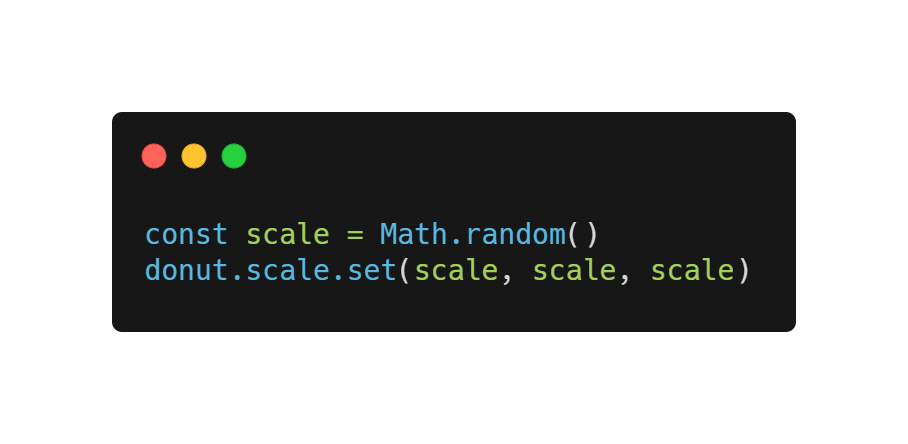 const scale = Math.random()
donut.scale.set(scale, scale, scale)